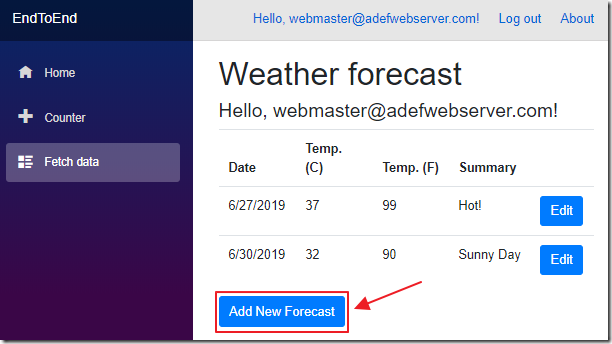 EndToEnd
Hello, webmaster@adefwebserver.com! Log out About
Home
Counter
Fetch data
Weather forecast
Hello, webmaster@adefwebserver.com!
Date Temp. (C) Temp. (F) Summary
6/27/2019 37 99 Hot! Edit
6/30/2019 32 90 Sunny Day Edit
Add New Forecast